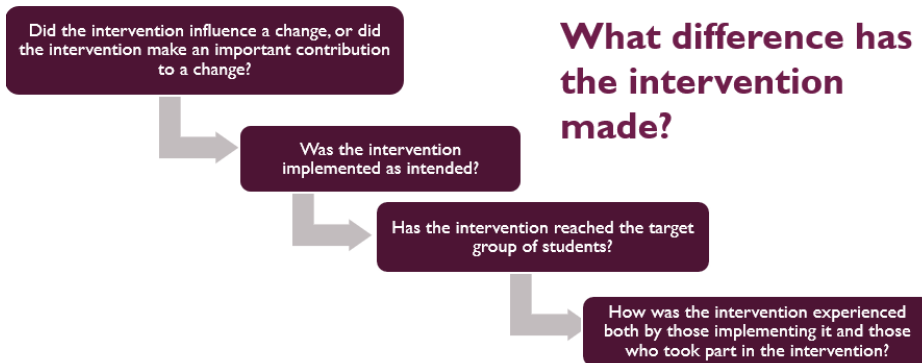 Did the intervention influence a change, or did
the intervention make an important contribution
to a change?
What difference has
the intervention
made?
Was the intervention
implemented as intended?
Has the intervention reached the target
group of students?
How was the intervention experienced
both by those implementing it and those
who took part in the intervention?